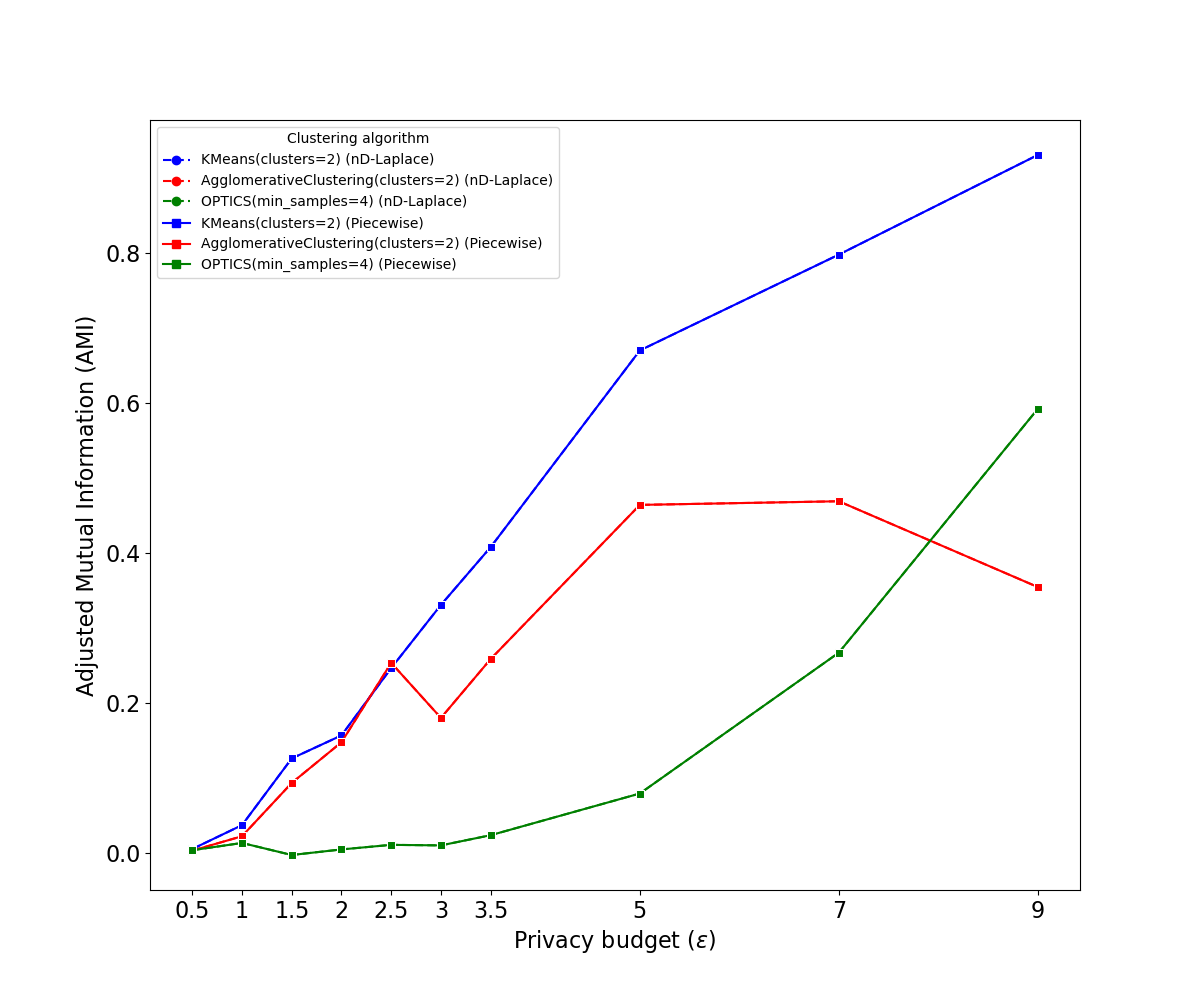 Clustering algorithm
KMeans(clusters=2) (nD-Laplace)
AgglomerativeClustering(clusters=2) (nD-Laplace)
OPTICS(min_samples=4) (nD-Laplace)
KMeans(clusters=2) (Piecewise)
AgglomerativeClustering(clusters=2) (Piecewise)
OPTICS(min_samples=4) (Piecewise)
Adjusted Mutual Information (AMI)
0.8
0.6
0.4
0.2
0.0
0.5 1 1.5 2 2.5 3 3.5 5 7 9
Privacy budget (ε)